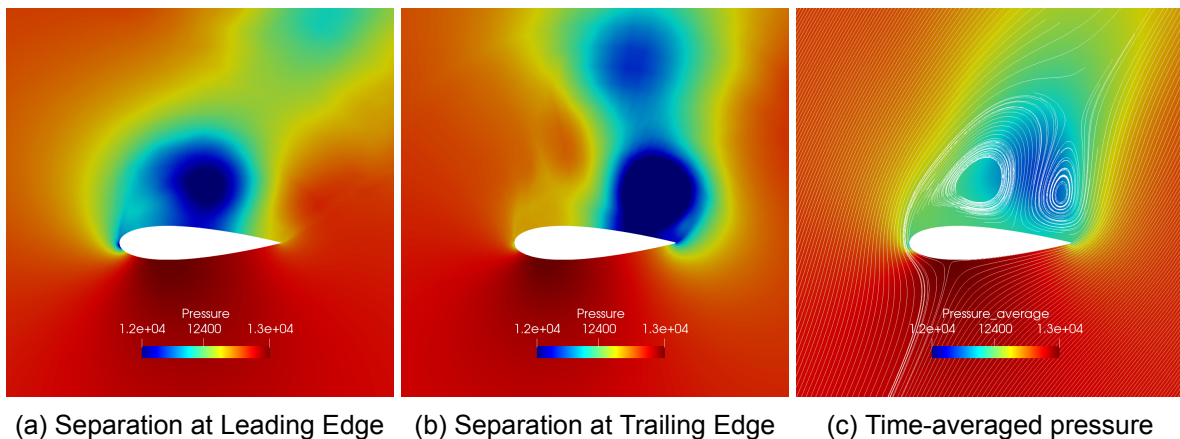 Pressure
1.2e+04 12400 1.3e+04
Pressure
1.2e+04 12400 1.3e+04
Pressure_average
1.2e+04 12400 1.3e+04
(a) Separation at Leading Edge
(b) Separation at Trailing Edge
(c) Time-averaged pressure